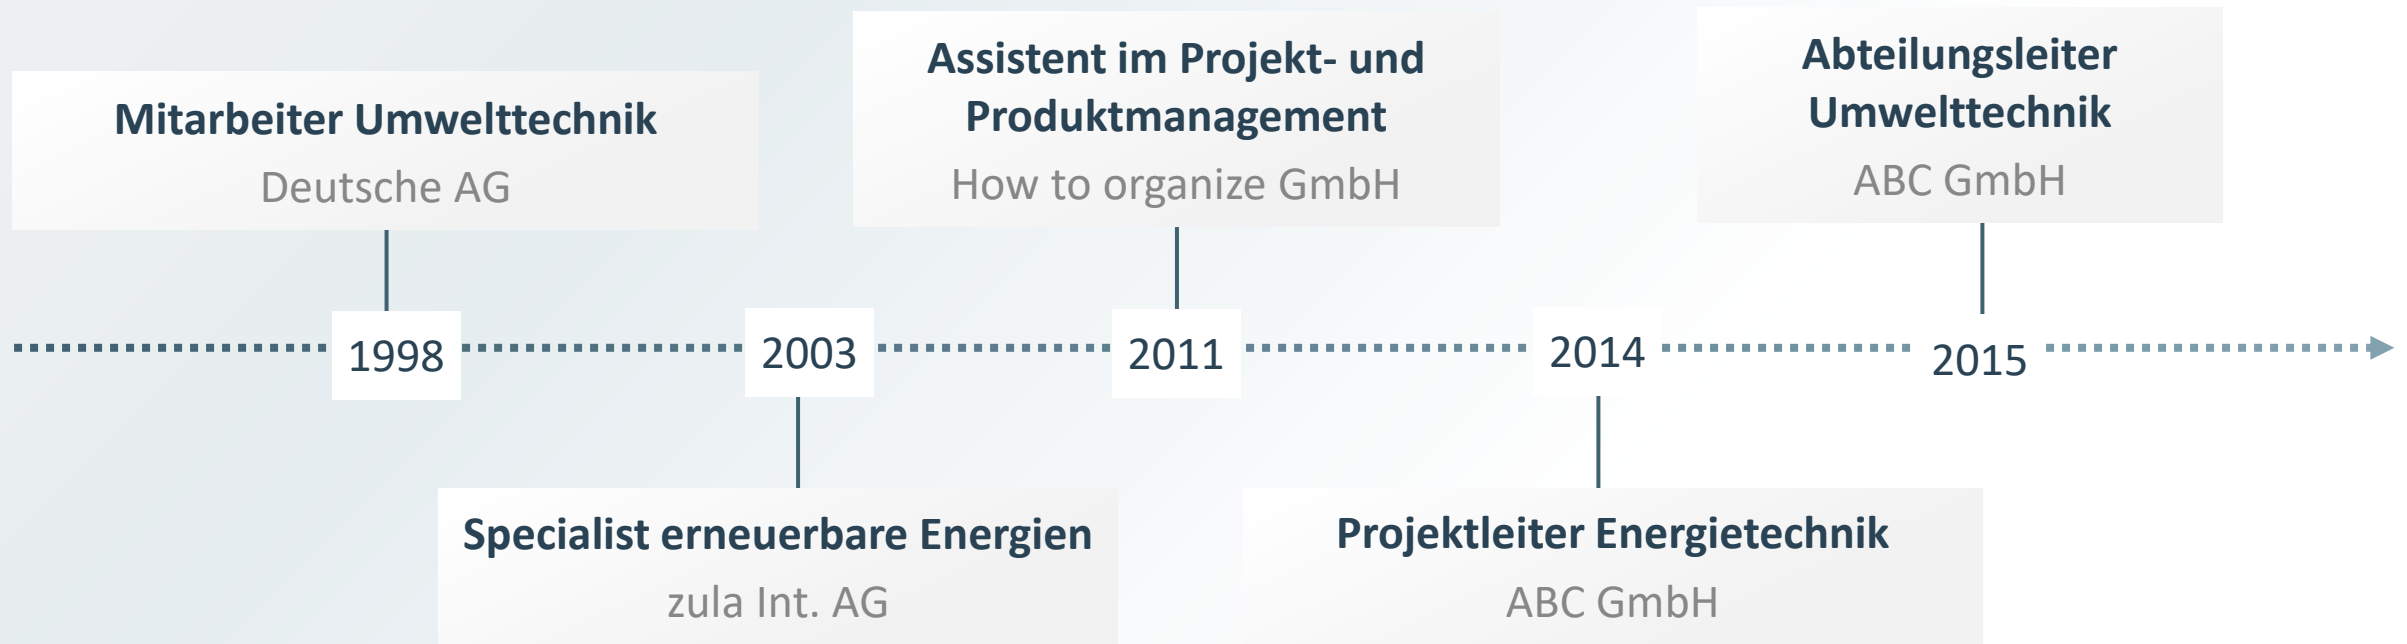 Mitarbeiter Umwelttechnik
Deutsche AG
Assistent im Projekt- und
Produktmanagement
How to organize GmbH
Abteilungsleiter
Umwelttechnik
ABC GmbH
1998
2003
2011
2014
2015
Specialist erneuerbare Energien
zula Int. AG
Projektleiter Energietechnik
ABC GmbH